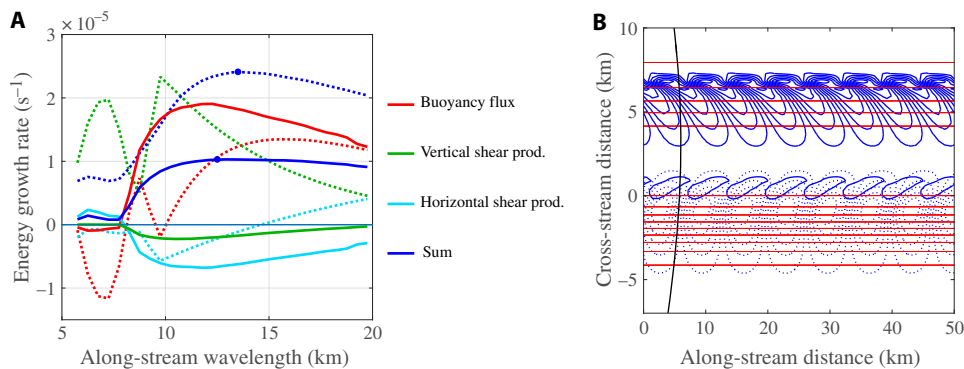 A
× 10⁻⁵
3
2
1
0
−1
5
10
15
20
Energy growth rate (s⁻¹)
Along-stream wavelength (km)
Buoyancy flux
Vertical shear prod.
Horizontal shear prod.
Sum
B
10
5
0
−5
0
10
20
30
40
50
Cross-stream distance (km)
Along-stream distance (km)